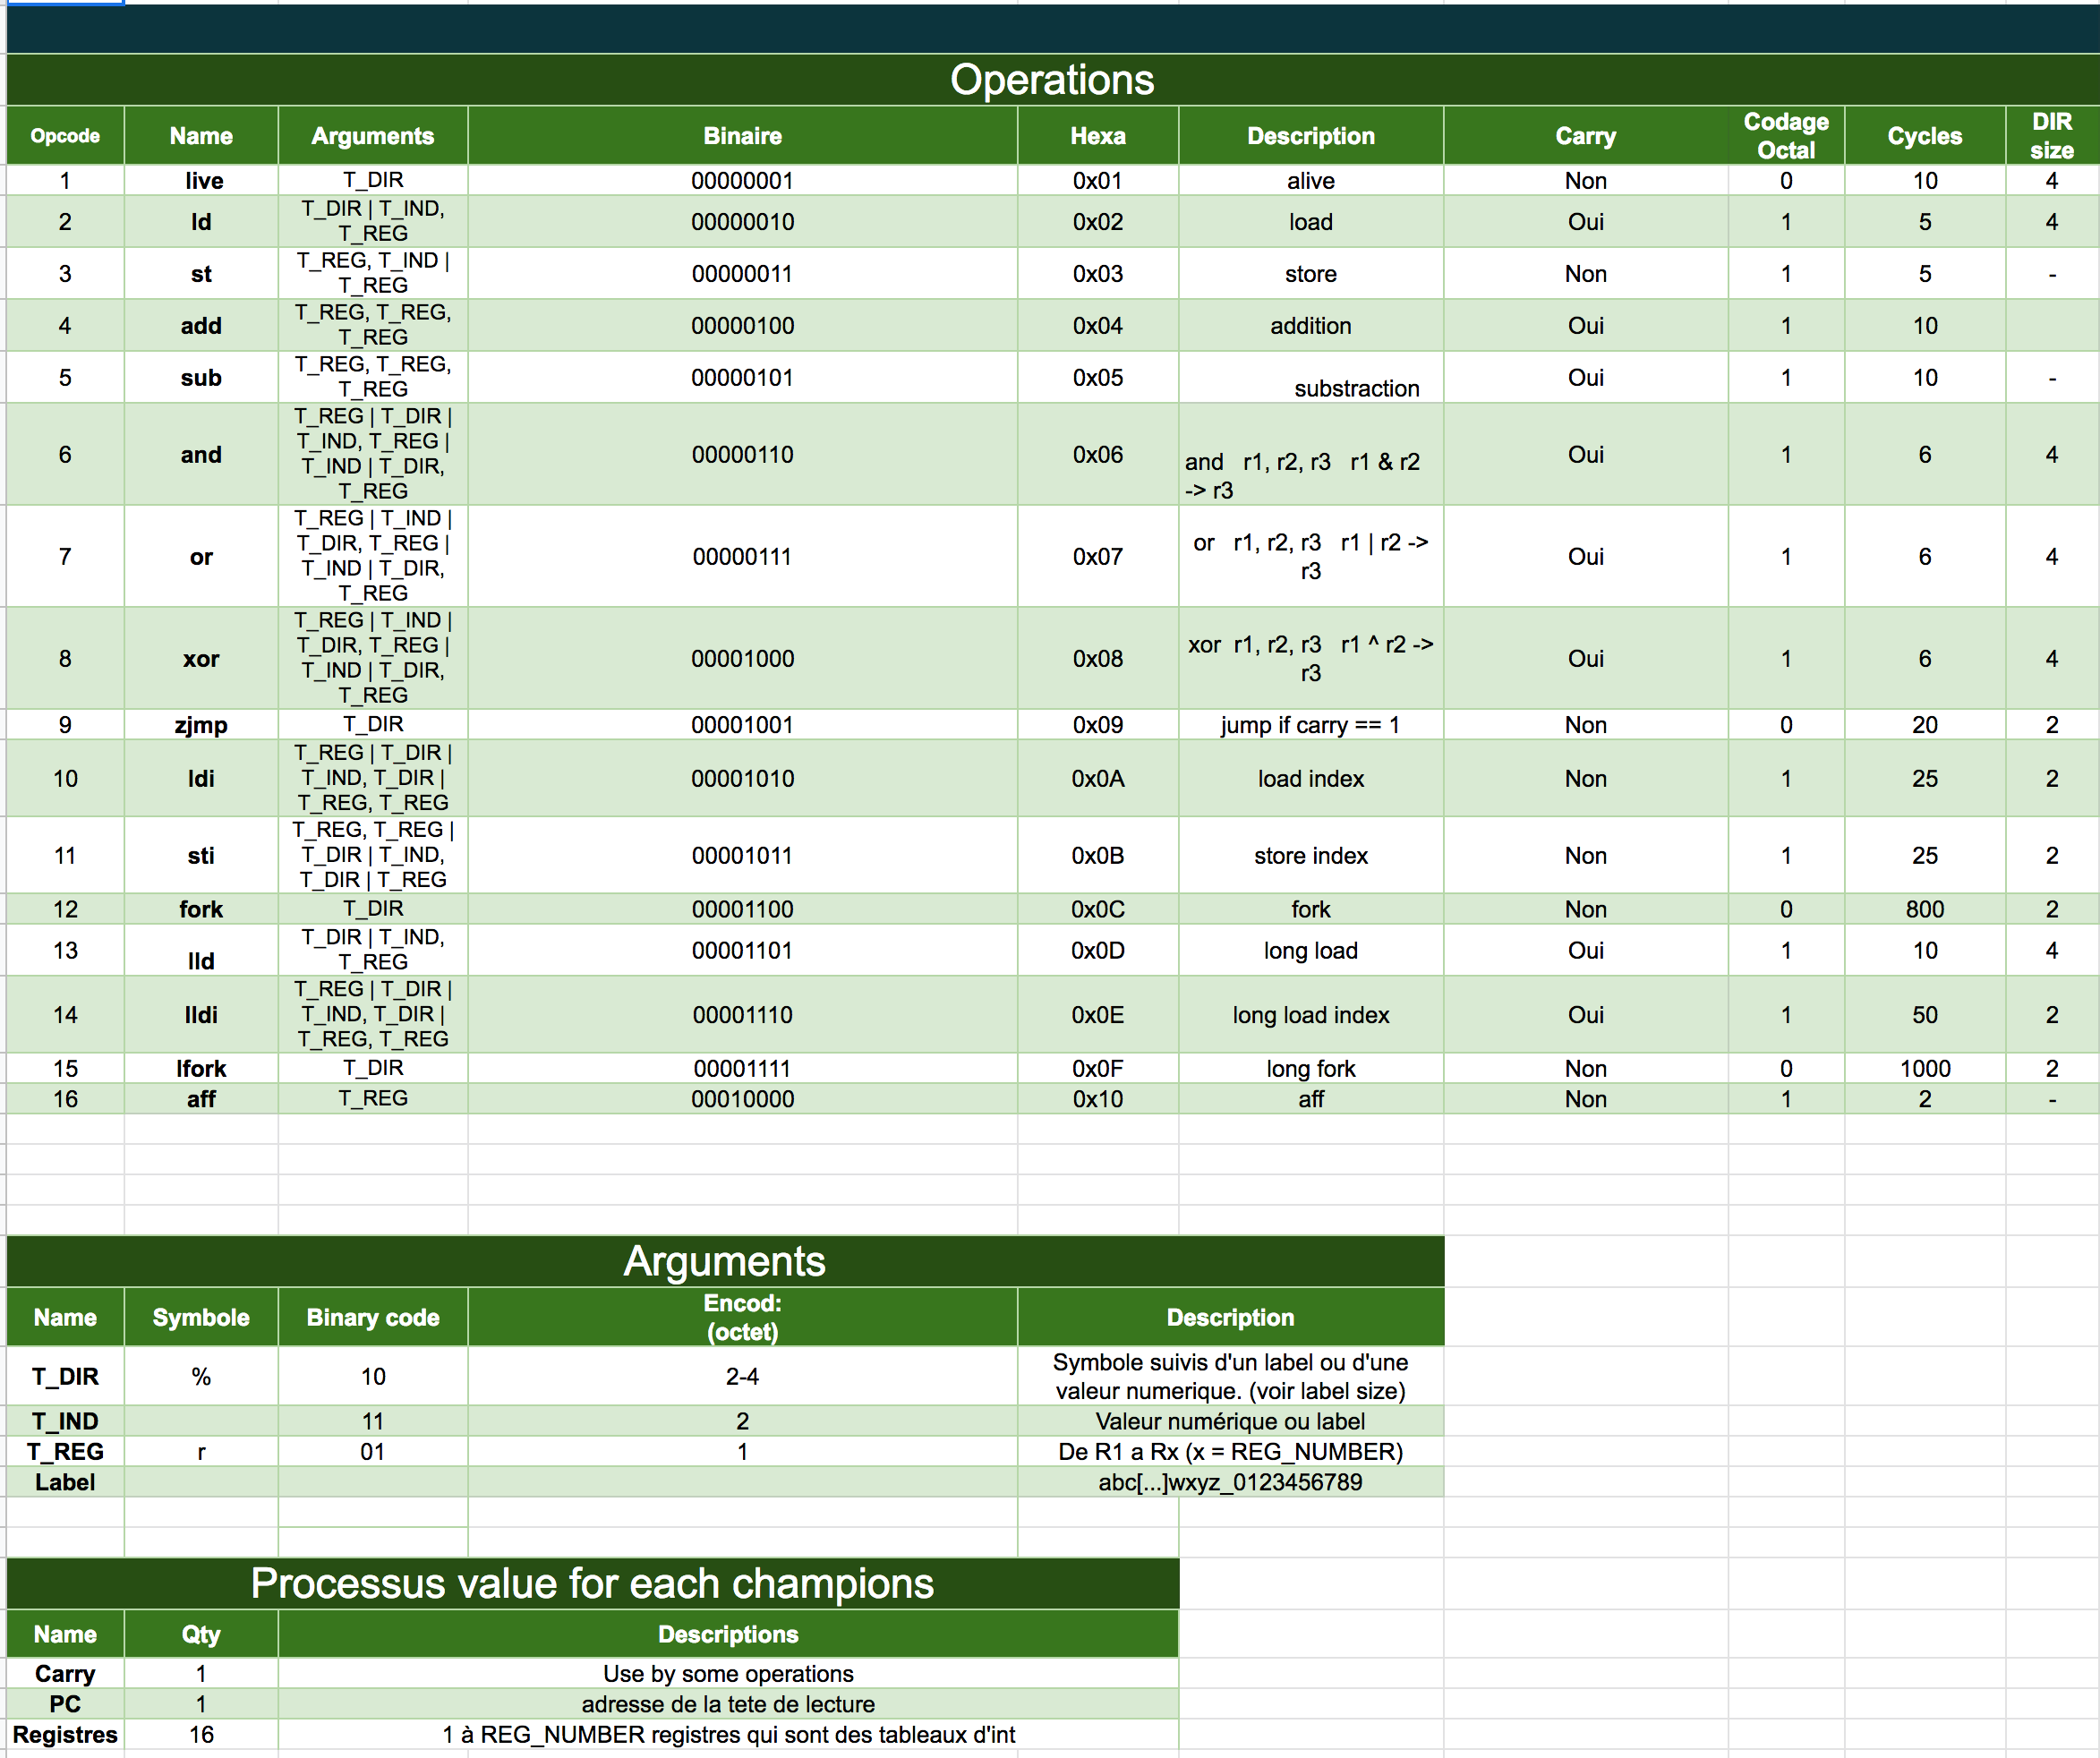 Operations
Opcode Name Arguments Binaire Hexa Description Carry Codage Octal Cycles DIR size
1 live T_DIR 00000001 0x01 alive Non 0 10 4
2 ld T_DIR | T_IND, T_REG 00000010 0x02 load Oui 1 5 4
3 st T_REG, T_IND | T_REG 00000011 0x03 store Non 1 5 -
4 add T_REG, T_REG, T_REG 00000100 0x04 addition Oui 1 10
5 sub T_REG, T_REG, T_REG 00000101 0x05 substraction Oui 1 10 -
6 and T_REG | T_DIR | T_IND, T_REG | T_IND | T_DIR, T_REG 00000110 0x06 and r1, r2, r3 r1 & r2 -> r3 Oui 1 6 4
7 or T_REG | T_IND | T_DIR, T_REG | T_IND | T_DIR, T_REG 00000111 0x07 or r1, r2, r3 r1 | r2 -> r3 Oui 1 6 4
8 xor T_REG | T_IND | T_DIR, T_REG | T_IND | T_DIR, T_REG 00001000 0x08 xor r1, r2, r3 r1 ^ r2 -> r3 Oui 1 6 4
9 zjmp T_DIR 00001001 0x09 jump if carry == 1 Non 0 20 2
10 ldi T_REG | T_DIR | T_IND, T_DIR | T_REG, T_REG 00001010 0x0A load index Non 1 25 2
11 sti T_REG, T_REG | T_DIR | T_IND, T_DIR | T_REG 00001011 0x0B store index Non 1 25 2
12 fork T_DIR 00001100 0x0C fork Non 0 800 2
13 lld T_DIR | T_IND, T_REG 00001101 0x0D long load Oui 1 10 4
14 lldi T_REG | T_DIR | T_IND, T_DIR | T_REG, T_REG 00001110 0x0E long load index Oui 1 50 2
15 lfork T_DIR 00001111 0x0F long fork Non 0 1000 2
16 aff T_REG 00010000 0x10 aff Non 1 2 -
Arguments
Name Symbole Binary code Encod: (octet) Description
T_DIR % 10 2-4 Symbole suivis d'un label ou d'une valeur numerique. (voir label size)
T_IND 11 2 Valeur numérique ou label
T_REG r 01 1 De R1 a Rx (x = REG_NUMBER)
Label abc[...]wxyz_0123456789
Processus value for each champions
Name Qty Descriptions
Carry 1 Use by some operations
PC 1 adresse de la tete de lecture
Registres 16 1 à REG_NUMBER registres qui sont des tableaux d'int